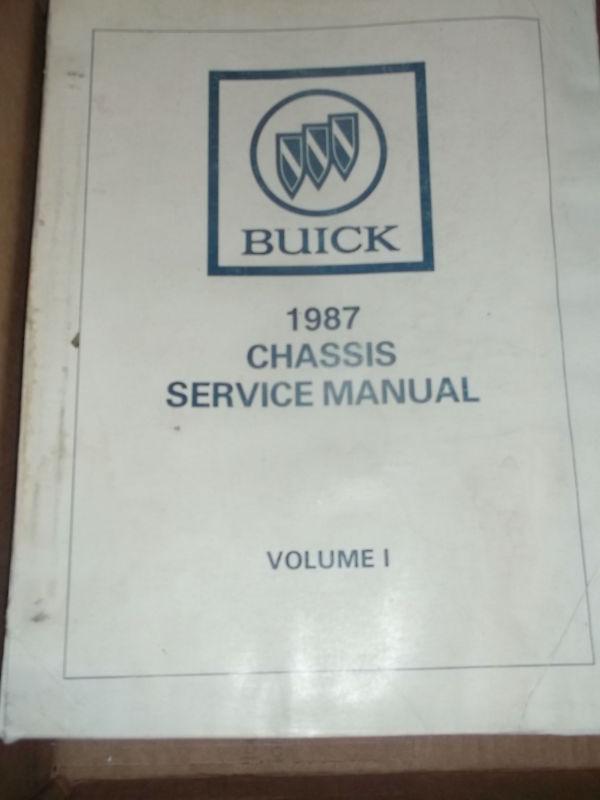 BUICK
1987
CHASSIS
SERVICE MANUAL
VOLUME I